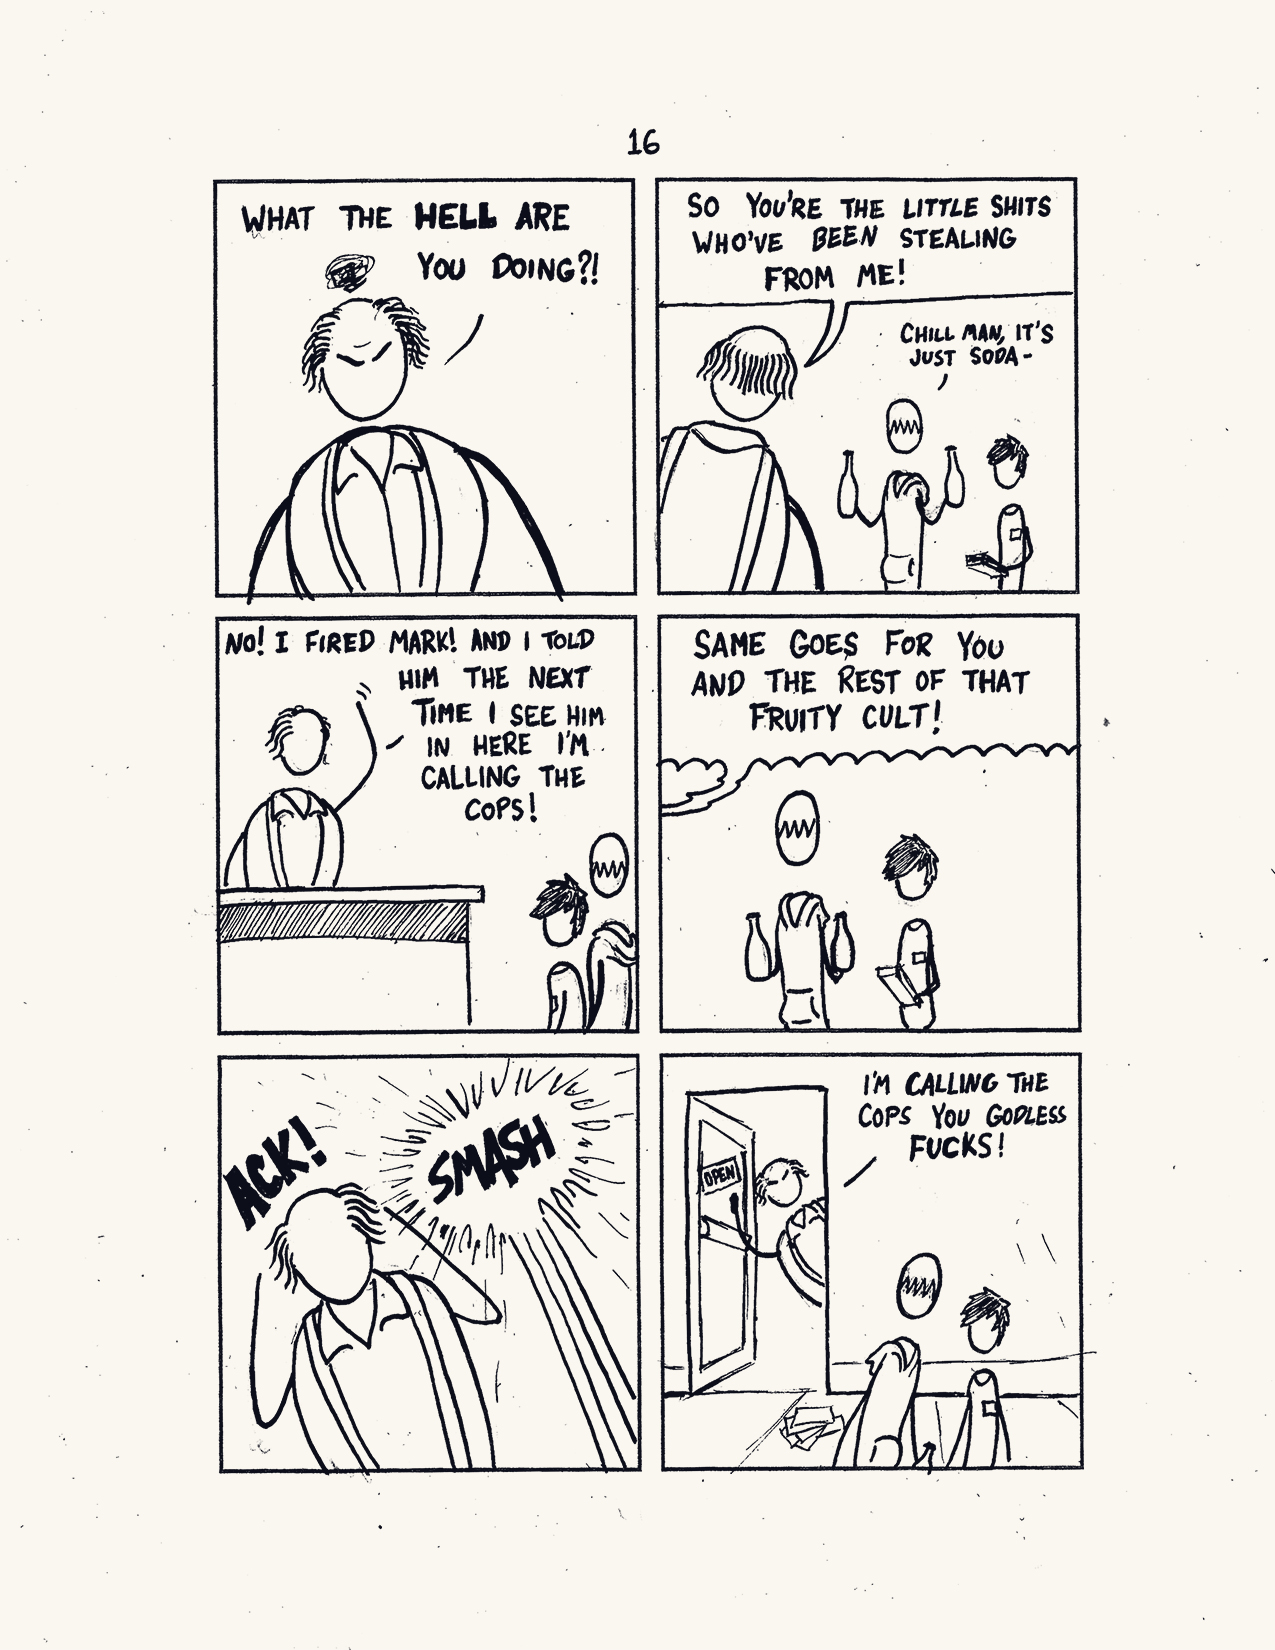 16
WHAT THE HELL ARE
YOU DOING?!
SO YOU'RE THE LITTLE SHITS
WHO'VE BEEN STEALING
FROM ME!
CHILL MAN, IT'S
JUST SODA-
NO! I FIRED MARK! AND I TOLD
HIM THE NEXT
TIME I SEE HIM
IN HERE I'M
CALLING THE
COPS!
SAME GOES FOR YOU
AND THE REST OF THAT
FRUITY CULT!
ACK!
SMASH
I'M CALLING THE
COPS YOU GODLESS
FUCKS!
OPEN